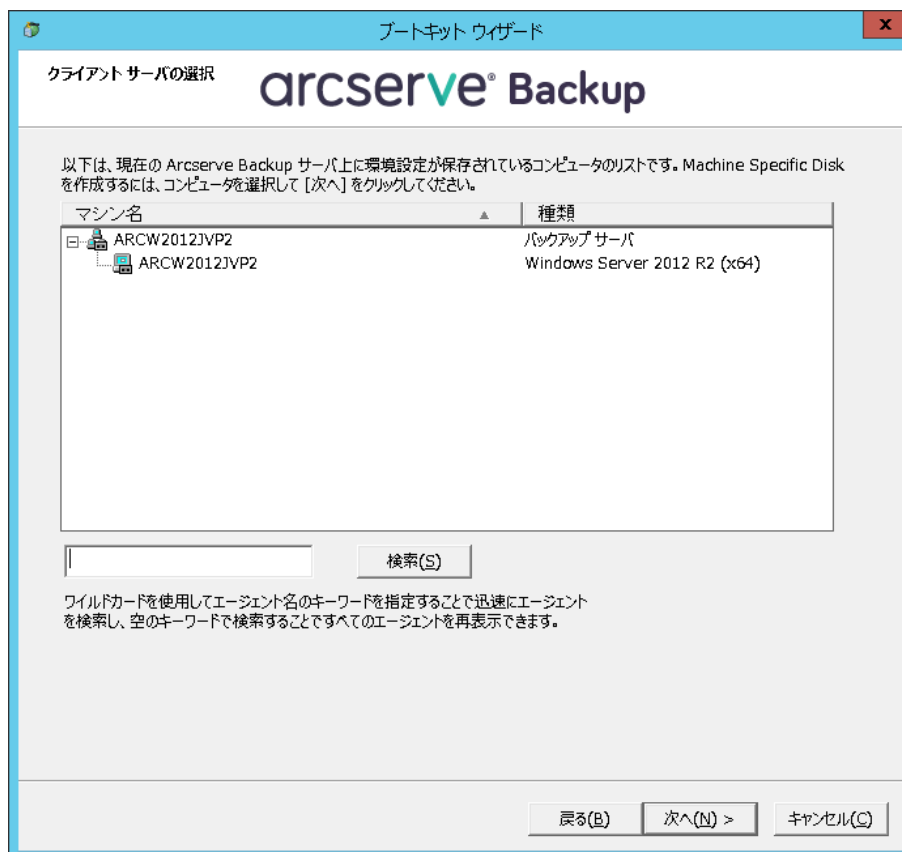 ブートキット ウィザード
x
クライアント サーバの選択
arcserve® Backup
以下は、現在の Arcserve Backup サーバ上に環境設定が保存されているコンピュータのリストです。Machine Specific Disk
を作成するには、コンピュータを選択して [次へ] をクリックしてください。
マシン名 種類
ARCW2012JVP2 バックアップ サーバ
ARCW2012JVP2 Windows Server 2012 R2 (x64)
検索(S)
ワイルドカードを使用してエージェント名のキーワードを指定することで迅速にエージェント
を検索し、空のキーワードで検索することですべてのエージェントを再表示できます。
戻る(B) 次へ(N) > キャンセル(C)